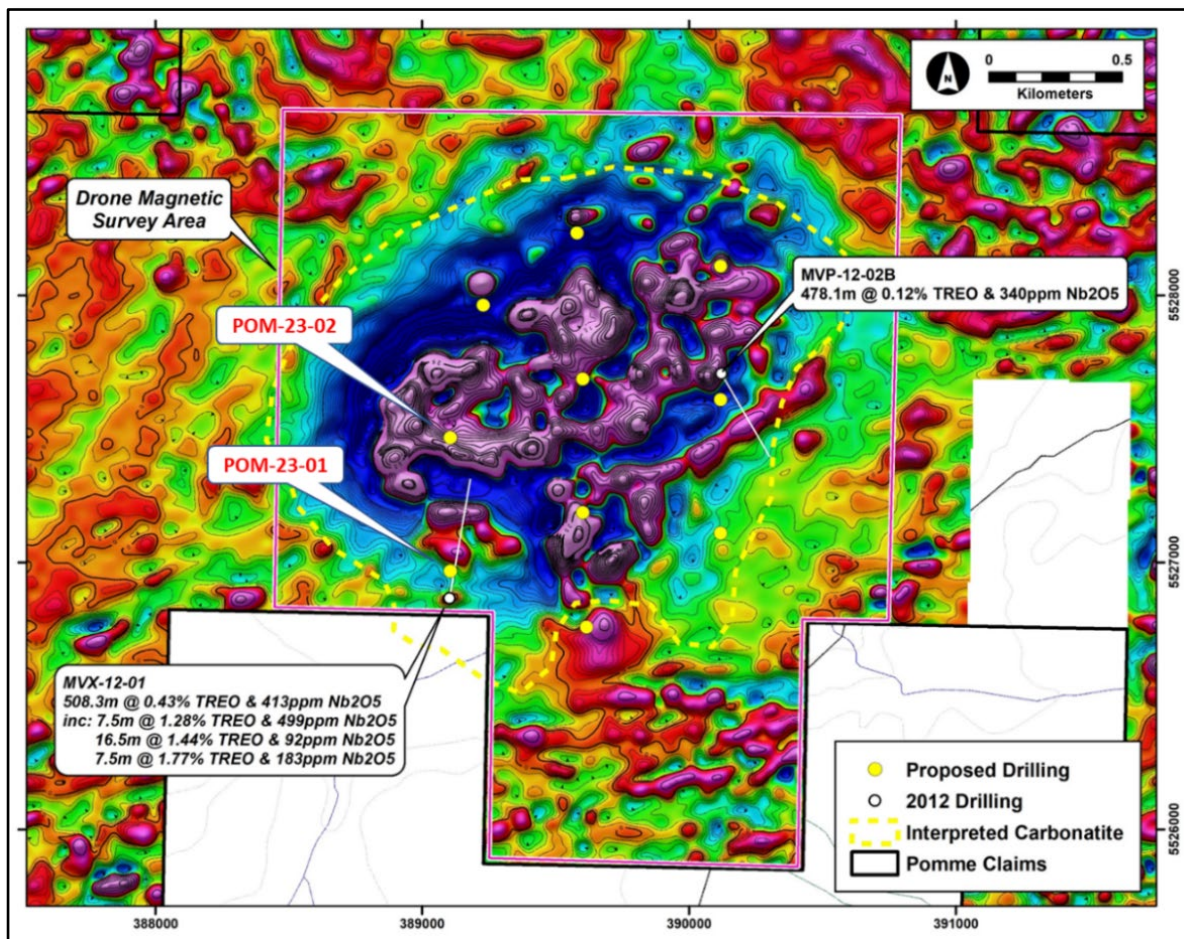 N
0 0.5
Kilometers
Drone Magnetic
Survey Area
MVP-12-02B
478.1m @ 0.12% TREO & 340ppm Nb2O5
5528000
POM-23-02
POM-23-01
5527000
MVX-12-01
508.3m @ 0.43% TREO & 413ppm Nb2O5
inc: 7.5m @ 1.28% TREO & 499ppm Nb2O5
16.5m @ 1.44% TREO & 92ppm Nb2O5
7.5m @ 1.77% TREO & 183ppm Nb2O5
Proposed Drilling
2012 Drilling
Interpreted Carbonatite
Pomme Claims
5526000
388000 389000 390000 391000